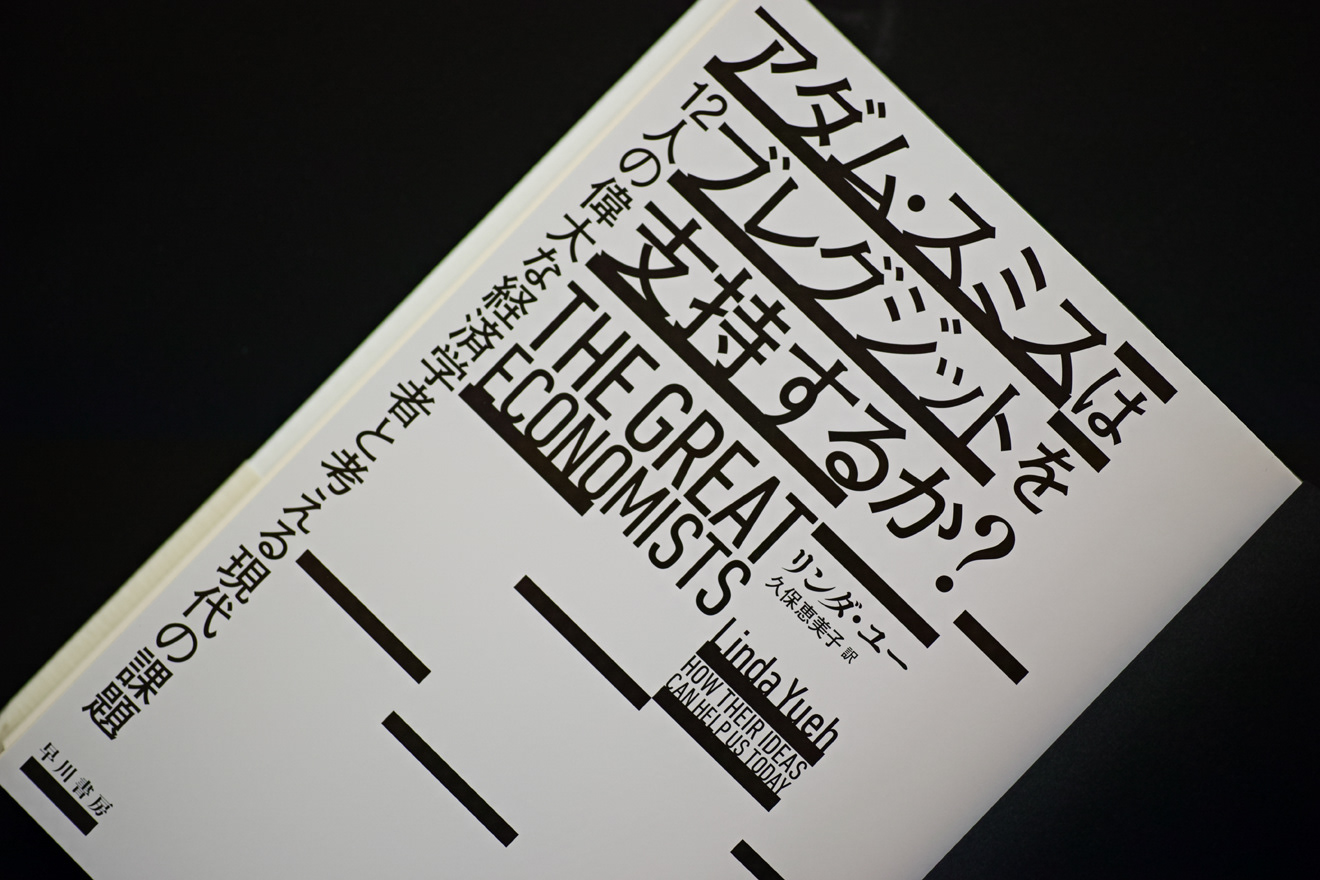 アダム・スミスは
ブレグジットを
支持するか?
12人の偉大な経済学者と考える現代の課題
THE GREAT
ECONOMISTS
リンダ・ユー
久保恵美子 訳
Linda Yueh
HOW THEIR IDEAS
CAN HELP US TODAY
早川書房